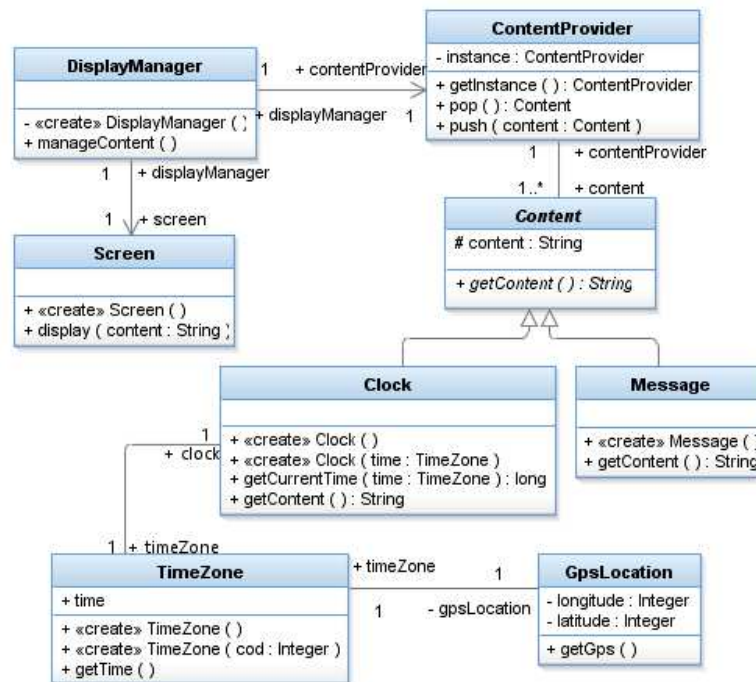 ContentProvider
- instance : ContentProvider
+ getInstance ( ) : ContentProvider
+ pop ( ) : Content
+ push ( content : Content )
DisplayManager
- «create» DisplayManager ( )
+ manageContent ( )
1
+ contentProvider
+ displayManager
1
1
+ displayManager
1
+ screen
1
+ contentProvider
1..*
+ content
Screen
+ «create» Screen ( )
+ display ( content : String )
Content
# content : String
+ getContent ( ) : String
Clock
+ «create» Clock ( )
+ «create» Clock ( time : TimeZone )
+ getCurrentTime ( time : TimeZone ) : long
+ getContent ( ) : String
Message
+ «create» Message ( )
+ getContent ( ) : String
1
+ clock
1
+ timeZone
TimeZone
+ time
+ «create» TimeZone ( )
+ «create» TimeZone ( cod : Integer )
+ getTime ( )
+ timeZone
1
1
- gpsLocation
GpsLocation
- longitude : Integer
- latitude : Integer
+ getGps ( )